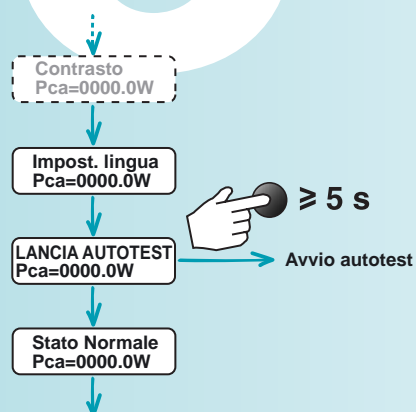 Contrasto
Pca=0000.0W
Impost. lingua
Pca=0000.0W
⩾ 5 s
LANCIA AUTOTEST
Pca=0000.0W
Avvio autotest
Stato Normale
Pca=0000.0W